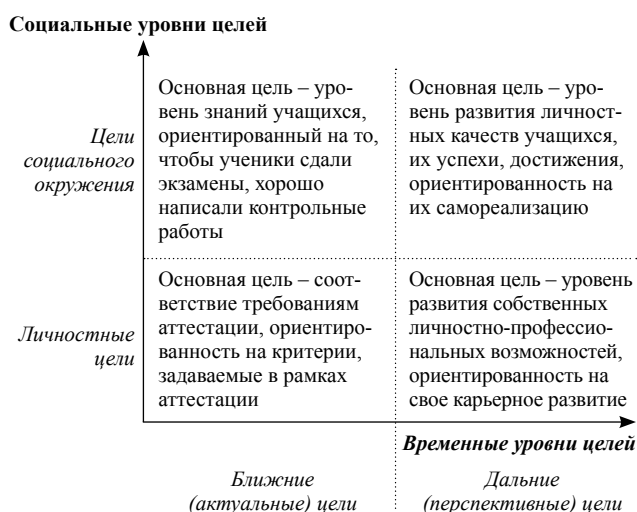 Социальные уровни целей
Цели
социального
окружения
Основная цель – уро-
вень знаний учащихся,
ориентированный на то,
чтобы ученики сдали
экзамены, хорошо
написали контрольные
работы
Основная цель – уро-
вень развития личност-
ных качеств учащихся,
их успехи, достижения,
ориентированность на
их самореализацию
Личностные
цели
Основная цель – соот-
ветствие требованиям
аттестации, ориентиро-
ванность на критерии,
задаваемые в рамках
аттестации
Основная цель – уровень
развития собственных
личностно-профессио-
нальных возможностей,
ориентированность на
свое карьерное развитие
Временные уровни целей
Ближние
(актуальные) цели
Дальние
(перспективные) цели